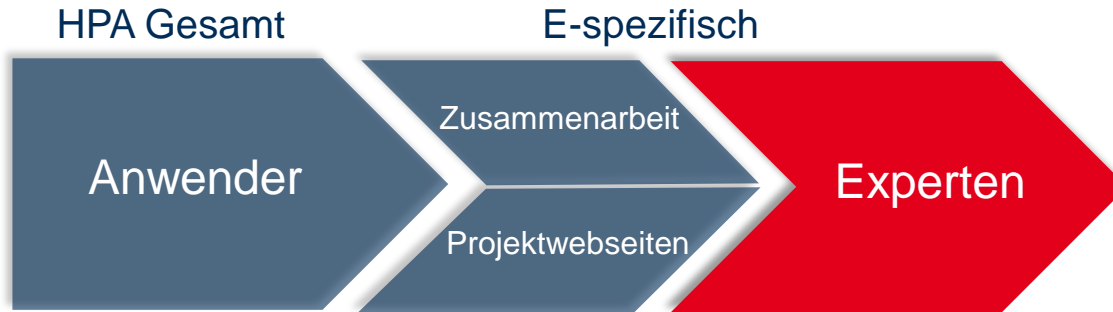 HPA Gesamt
E-spezifisch
Anwender
Zusammenarbeit
Projektwebseiten
Experten